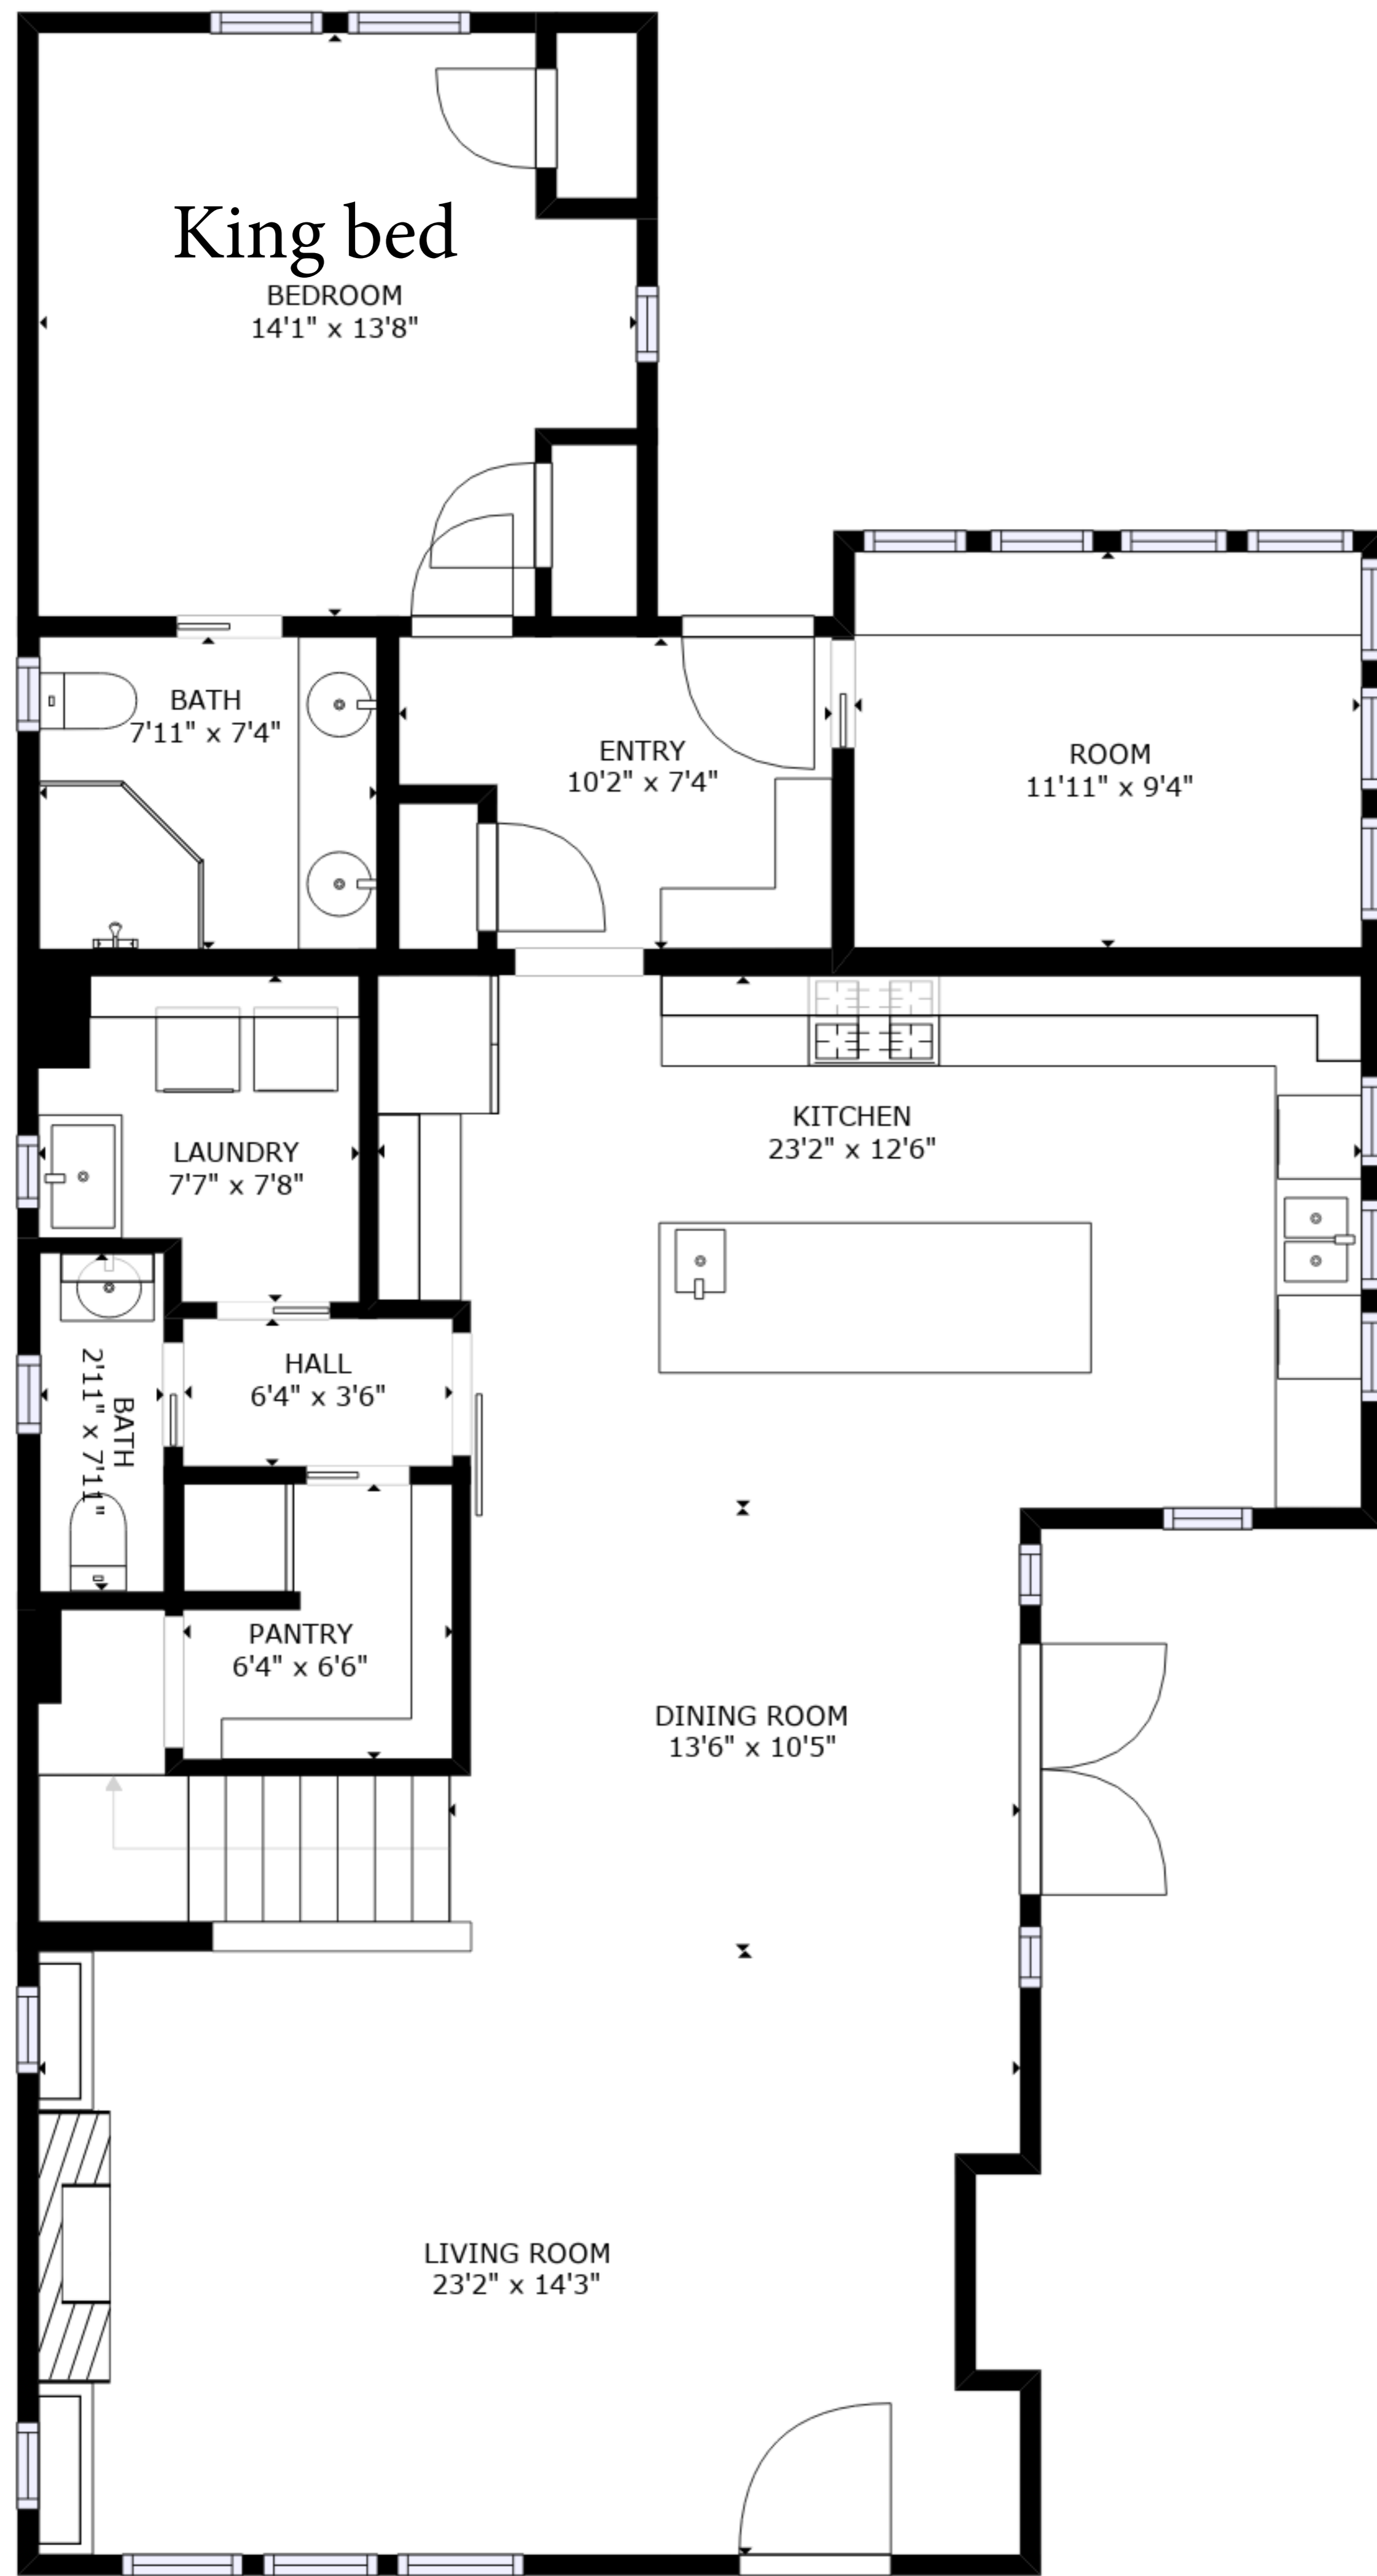 King bed
BEDROOM
14'1" x 13'8"
BATH
7'11" x 7'4"
ENTRY
10'2" x 7'4"
ROOM
11'11" x 9'4"
KITCHEN
23'2" x 12'6"
LAUNDRY
7'7" x 7'8"
HALL
6'4" x 3'6"
BATH
2'11" x 7'11"
PANTRY
6'4" x 6'6"
DINING ROOM
13'6" x 10'5"
LIVING ROOM
23'2" x 14'3"